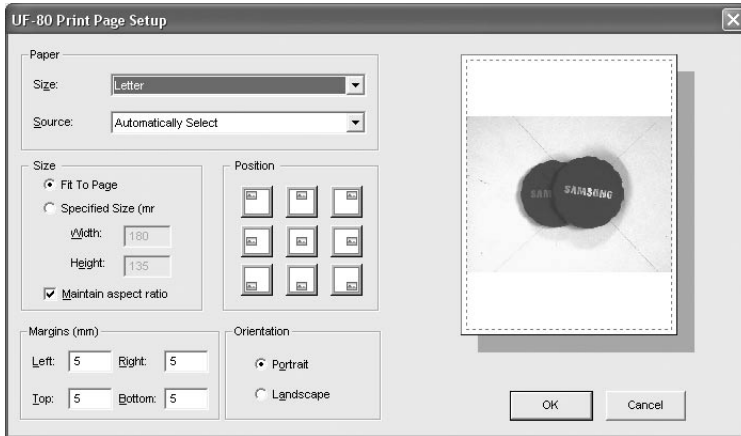 UF-80 Print Page Setup
Paper
Size:
Letter
Source:
Automatically Select
Size
Fit To Page
Specified Size (mr
Width:
180
Height:
135
Maintain aspect ratio
Position
SAMSUNG
Margins (mm)
Left: 5 Right: 5
Top: 5 Bottom: 5
Orientation
Portrait
Landscape
OK Cancel